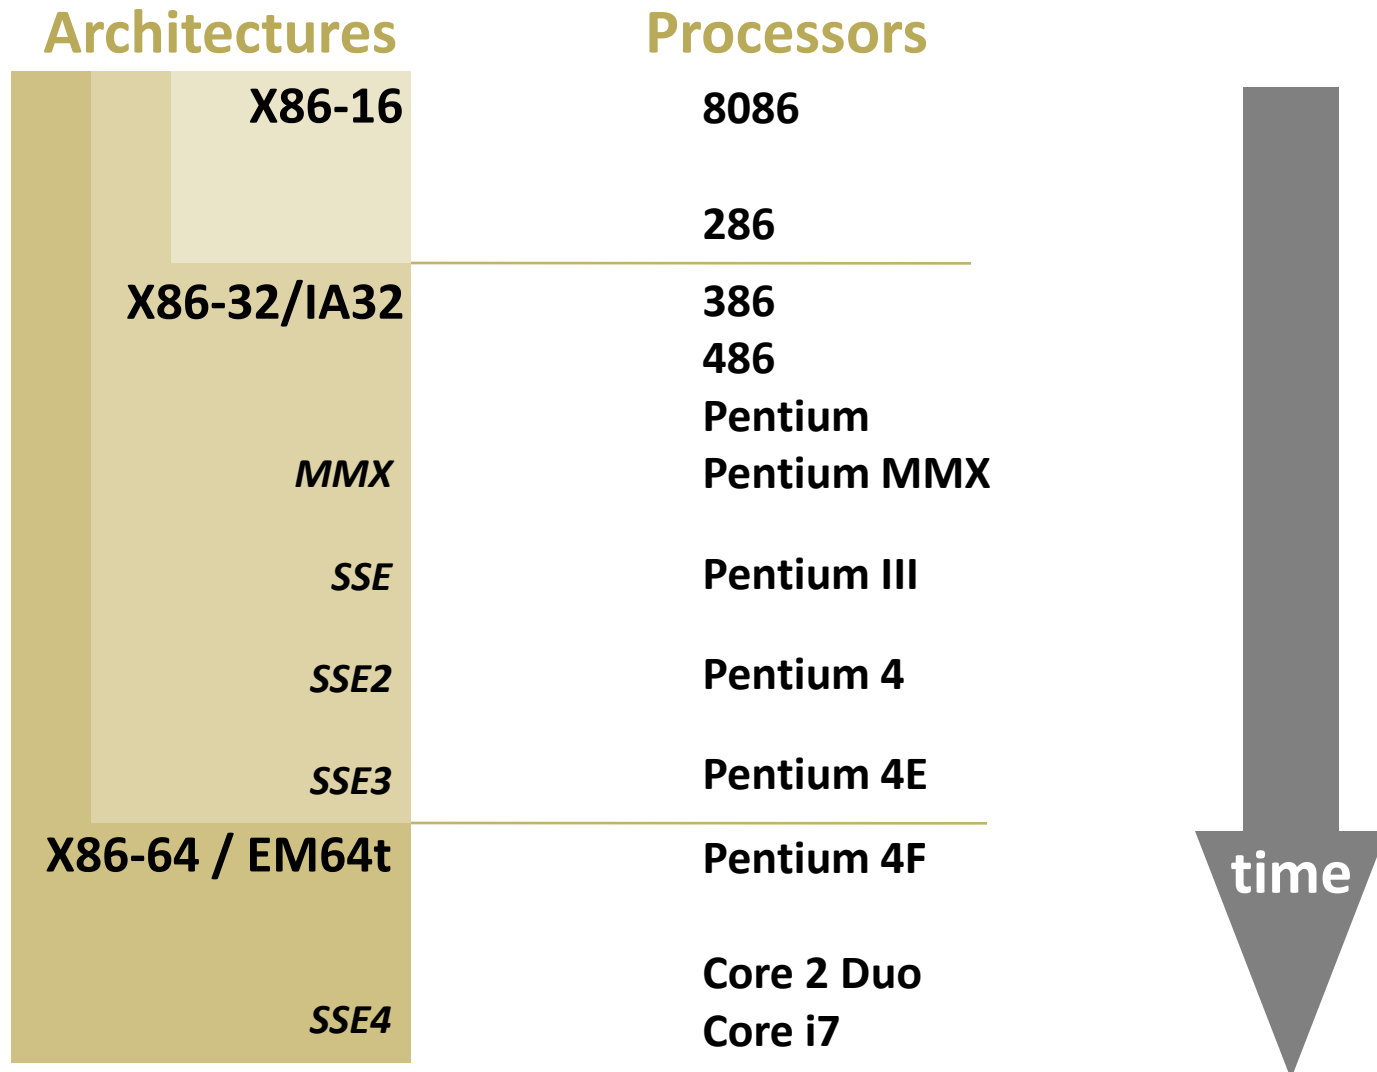 Architectures Processors
X86-16 8086
286
X86-32/IA32 386
486
Pentium
MMX Pentium MMX
SSE Pentium III
SSE2 Pentium 4
SSE3 Pentium 4E
X86-64 / EM64t Pentium 4F
time
Core 2 Duo
SSE4 Core i7